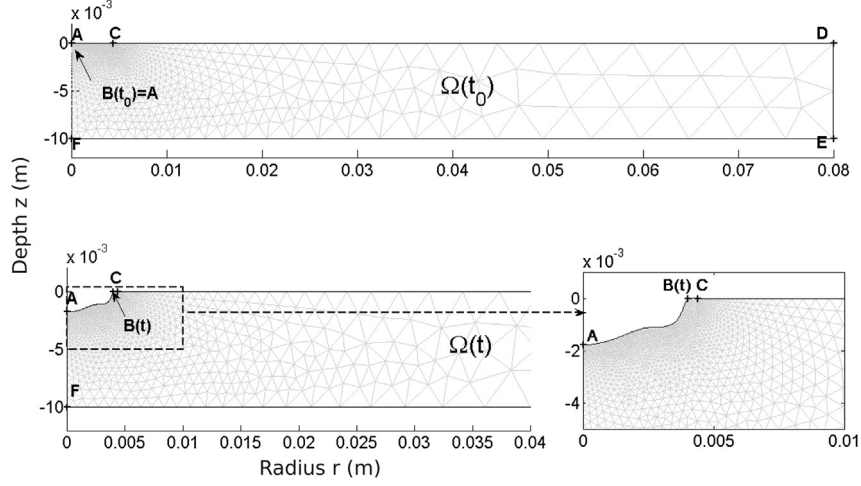 x 10⁻³
A C D
0
-5
-10
B(t₀)=A
Ω(t₀)
F E
0 0.01 0.02 0.03 0.04 0.05 0.06 0.07 0.08
Depth z (m)
x 10⁻³
C
0
A
B(t)
-5
Ω(t)
F
-10
0 0.005 0.01 0.015 0.02 0.025 0.03 0.035 0.04
Radius r (m)
x 10⁻³
B(t) C
0
A
-2
-4
0 0.005 0.01